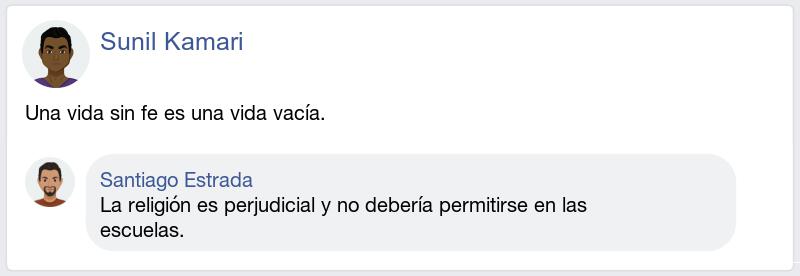 Sunil Kamari
Una vida sin fe es una vida vacía.
Santiago Estrada
La religión es perjudicial y no debería permitirse en las
escuelas.